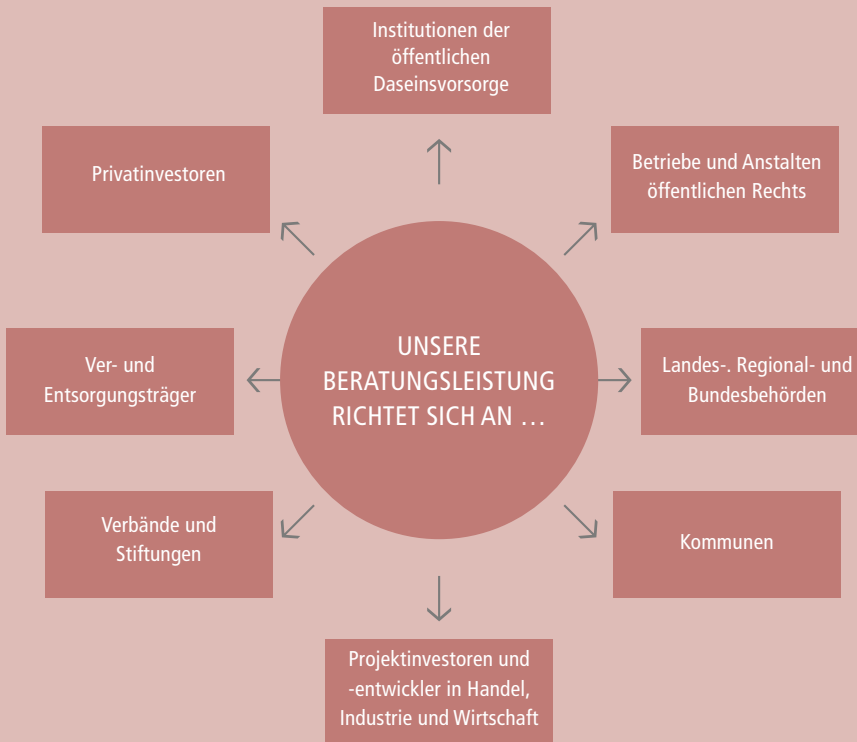 Institutionen der
öffentlichen
Daseinsvorsorge
Privatinvestoren
Betriebe und Anstalten
öffentlichen Rechts
UNSERE
BERATUNGSLEISTUNG
RICHTET SICH AN …
Ver- und
Entsorgungsträger
Landes-. Regional- und
Bundesbehörden
Verbände und
Stiftungen
Kommunen
Projektinvestoren und
-entwickler in Handel,
Industrie und Wirtschaft